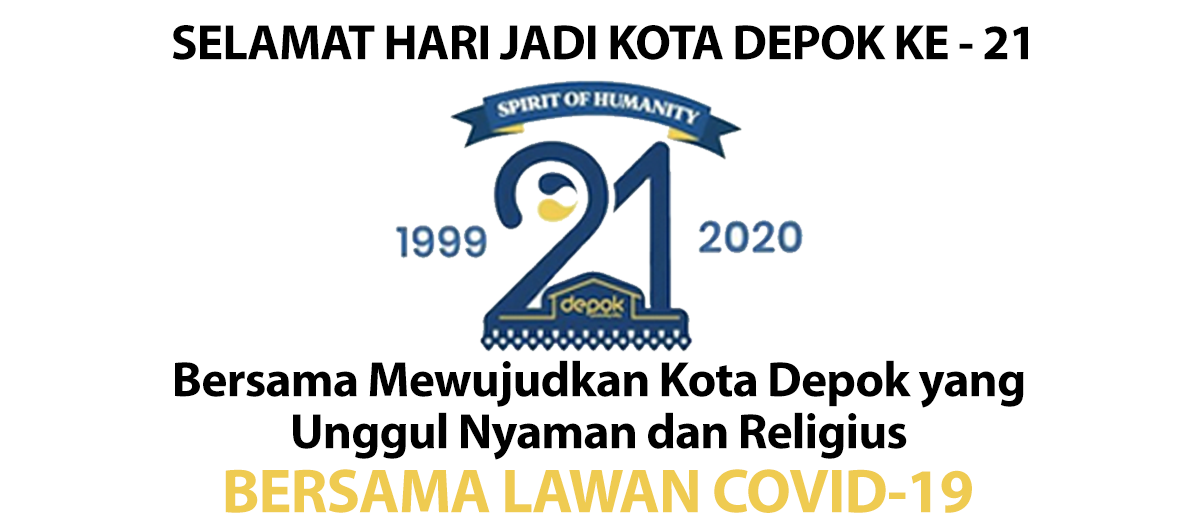 SELAMAT HARI JADI KOTA DEPOK KE - 21
SPIRIT OF HUMANITY
21
1999
2020
depok
Bersama Mewujudkan Kota Depok yang
Unggul Nyaman dan Religius
BERSAMA LAWAN COVID-19